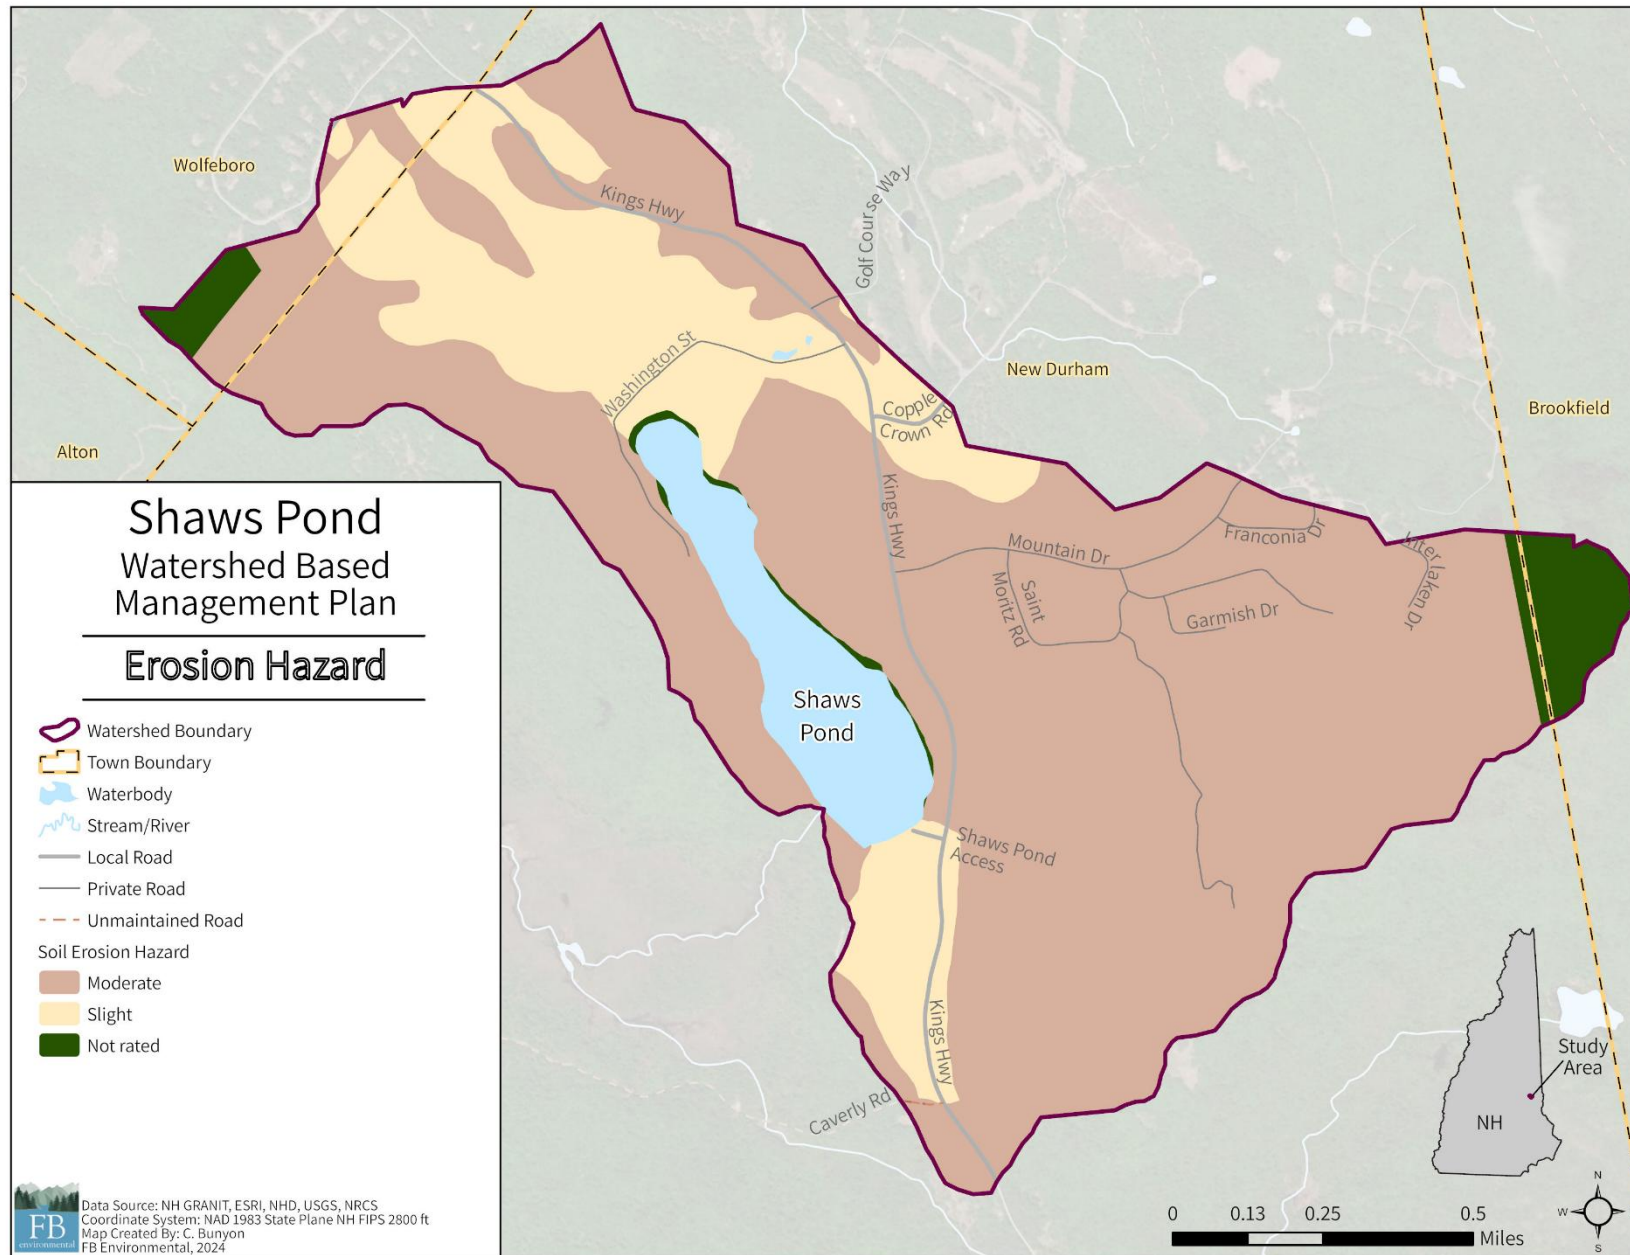 Wolfeboro
Kings Hwy
Golf Course Way
New Durham
Brookfield
Alton
Washington St
Copple
Crown Rd
Kings Hwy
Mountain Dr
Franconia Dr
Interlaken Dr
Saint
Moritz Rd
Garmish Dr
Shaws
Pond
Shaws Pond
Access
Kings Hwy
Caverly Rd
Shaws Pond
Watershed Based
Management Plan
Erosion Hazard
Watershed Boundary
Town Boundary
Waterbody
Stream/River
Local Road
Private Road
Unmaintained Road
Soil Erosion Hazard
Moderate
Slight
Not rated
FB
environmental
Data Source: NH GRANIT, ESRI, NHD, USGS, NRCS
Coordinate System: NAD 1983 State Plane NH FIPS 2800 ft
Map Created By: C. Bunyon
FB Environmental, 2024
Study
Area
NH
N
W
E
S
0 0.13 0.25 0.5
Miles